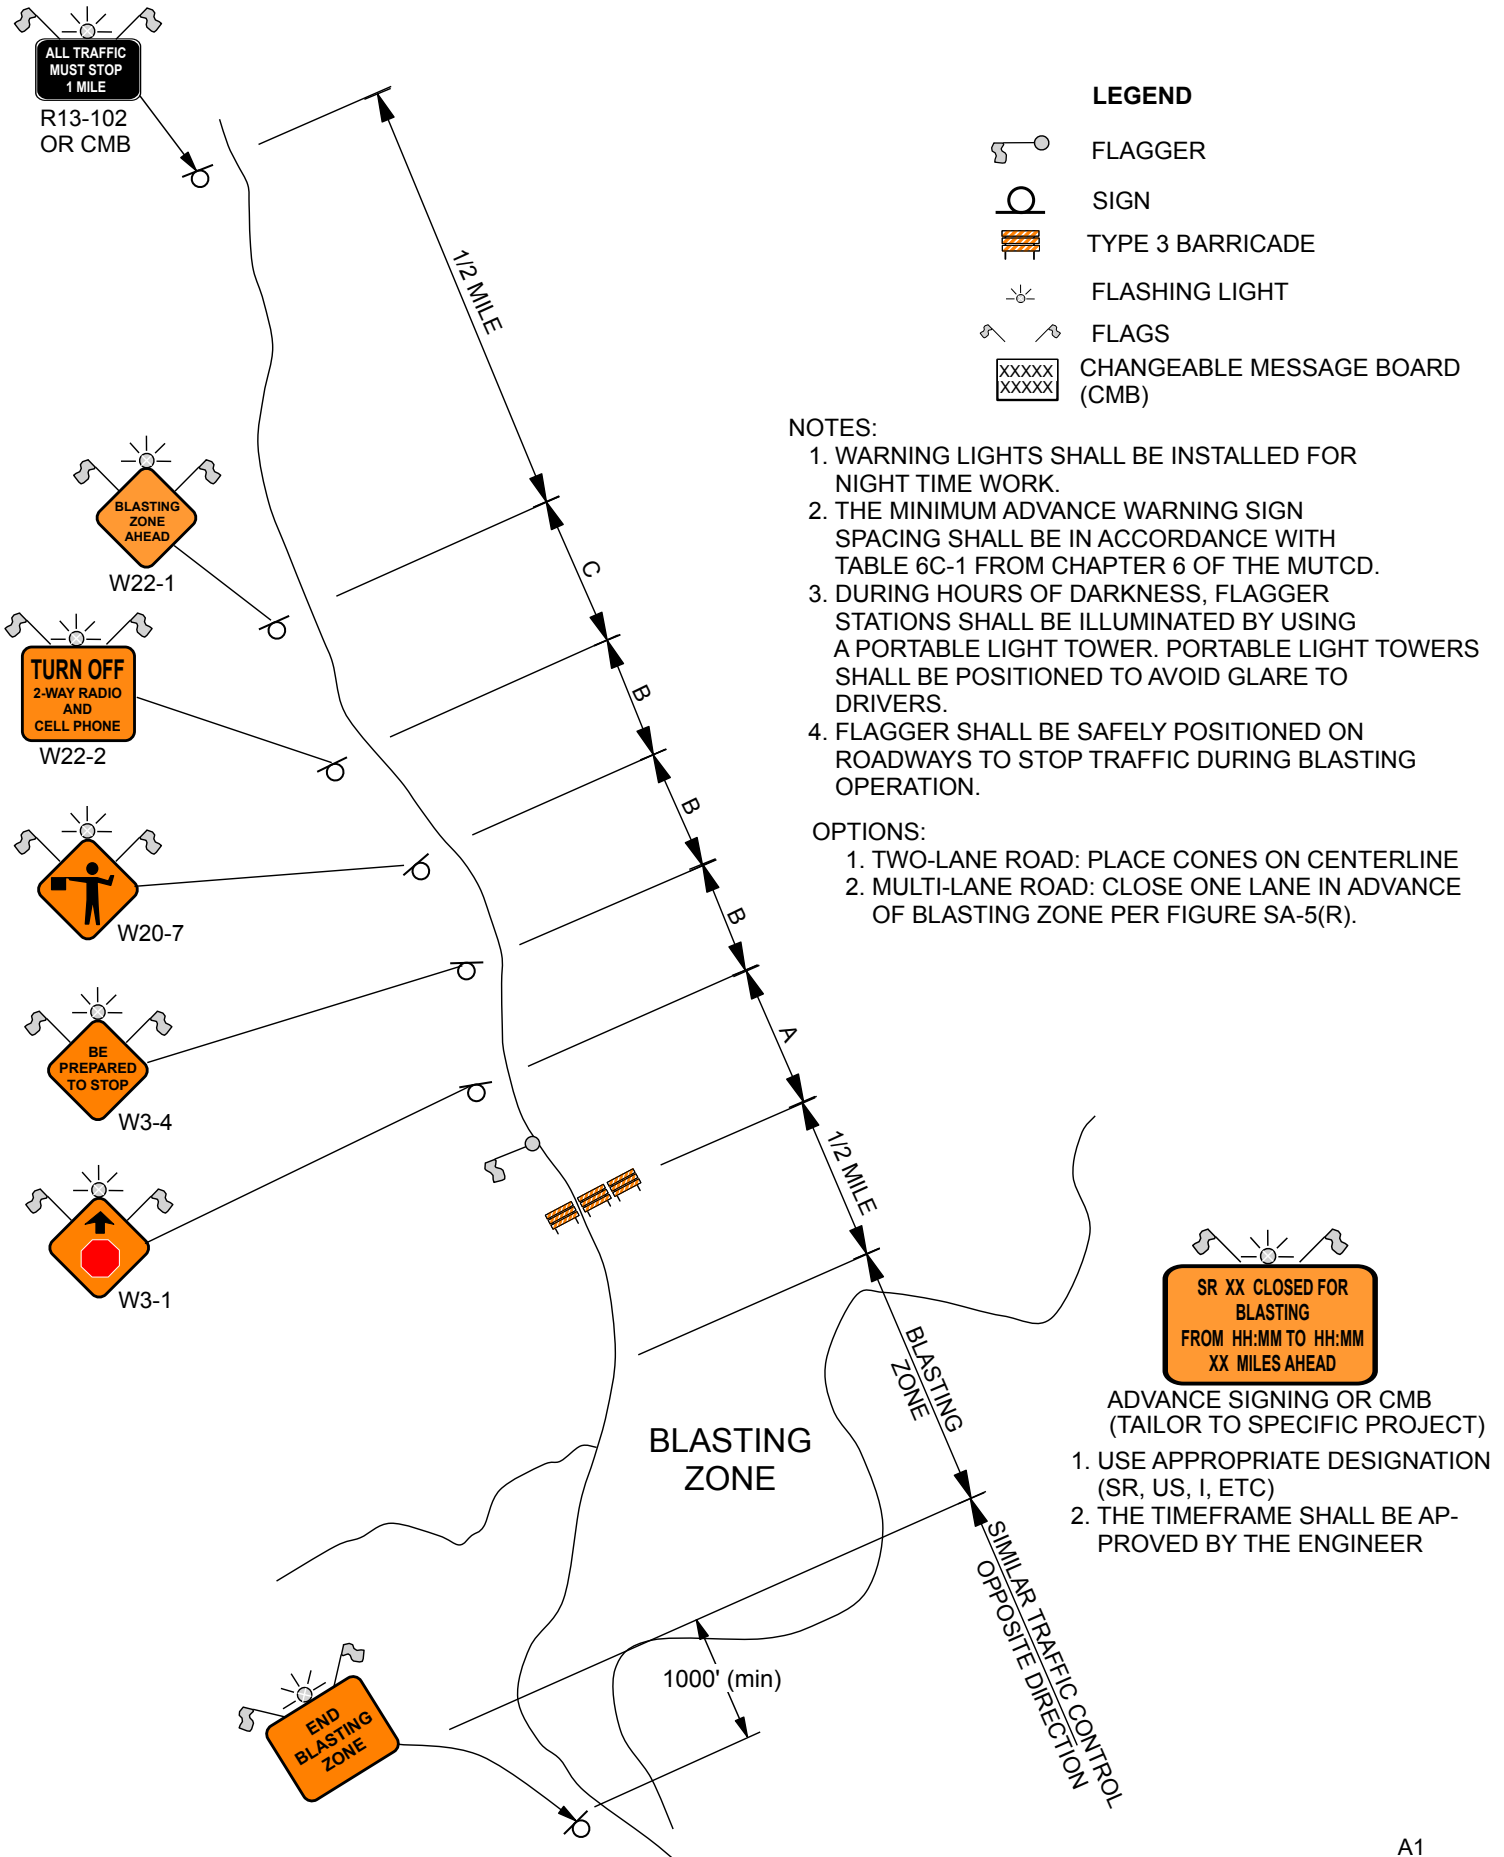 ALL TRAFFIC
MUST STOP
1 MILE
R13-102
OR CMB
1/2 MILE
LEGEND
FLAGGER
SIGN
TYPE 3 BARRICADE
FLASHING LIGHT
FLAGS
XXXXX
XXXXX
CHANGEABLE MESSAGE BOARD
(CMB)
NOTES:
1. WARNING LIGHTS SHALL BE INSTALLED FOR
NIGHT TIME WORK.
2. THE MINIMUM ADVANCE WARNING SIGN
SPACING SHALL BE IN ACCORDANCE WITH
TABLE 6C-1 FROM CHAPTER 6 OF THE MUTCD.
3. DURING HOURS OF DARKNESS, FLAGGER
STATIONS SHALL BE ILLUMINATED BY USING
A PORTABLE LIGHT TOWER. PORTABLE LIGHT TOWERS
SHALL BE POSITIONED TO AVOID GLARE TO
DRIVERS.
4. FLAGGER SHALL BE SAFELY POSITIONED ON
ROADWAYS TO STOP TRAFFIC DURING BLASTING
OPERATION.
OPTIONS:
1. TWO-LANE ROAD: PLACE CONES ON CENTERLINE
2. MULTI-LANE ROAD: CLOSE ONE LANE IN ADVANCE
OF BLASTING ZONE PER FIGURE SA-5(R).
BLASTING
ZONE
AHEAD
W22-1
C
TURN OFF
2-WAY RADIO
AND
CELL PHONE
W22-2
B
B
W20-7
B
BE
PREPARED
TO STOP
W3-4
A
W3-1
1/2 MILE
BLASTING
ZONE
BLASTING
ZONE
SR XX CLOSED FOR
BLASTING
FROM HH:MM TO HH:MM
XX MILES AHEAD
ADVANCE SIGNING OR CMB
(TAILOR TO SPECIFIC PROJECT)
1. USE APPROPRIATE DESIGNATION
(SR, US, I, ETC)
2. THE TIMEFRAME SHALL BE AP-
PROVED BY THE ENGINEER
SIMILAR TRAFFIC CONTROL
OPPOSITE DIRECTION
1000' (min)
END
BLASTING
ZONE
A1